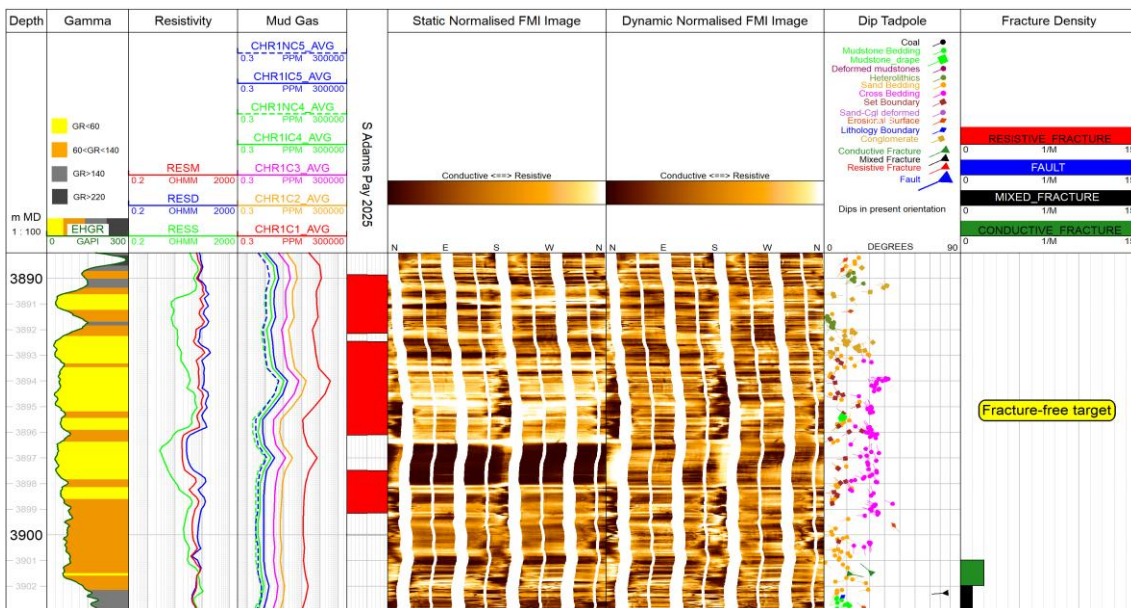 Depth Gamma Resistivity Mud Gas Static Normalised FMI Image Dynamic Normalised FMI Image Dip Tadpole Fracture Density
m MD
1 : 100
GR<60
60<GR<140
GR>140
GR>220
EHGR
0 GAPI 300
RESM
0.2 OHMM 2000
RESD
0.2 OHMM 2000
RESS
0.2 OHMM 2000
CHR1NC5_AVG
0.3 PPM 300000
CHR1IC5_AVG
0.3 PPM 300000
CHR1NC4_AVG
0.3 PPM 300000
CHR1IC4_AVG
0.3 PPM 300000
CHR1C3_AVG
0.3 PPM 300000
CHR1C2_AVG
0.3 PPM 300000
CHR1C1_AVG
0.3 PPM 300000
S Adams Pay 2025
Conductive <==> Resistive
N E S W N
Conductive <==> Resistive
N E S W N
Coal
Mudstone Bedding
Mudstone_drape
Deformed mudstones
Heterolithics
Sand Bedding
Cross Bedding
Set Boundary
Sand-Cgl deformed
Erosional_Surface
Lithology Boundary
Conglomerate
Conductive Fracture
Mixed Fracture
Resistive Fracture
Fault
Dips in present orientation
0 DEGREES 90
RESISTIVE_FRACTURE
0 1/M 15
FAULT
0 1/M 15
MIXED_FRACTURE
0 1/M 15
CONDUCTIVE_FRACTURE
0 1/M 15
3890
3891
3892
3893
3894
3895
3896
3897
3898
3899
3900
3901
3902
Fracture-free target